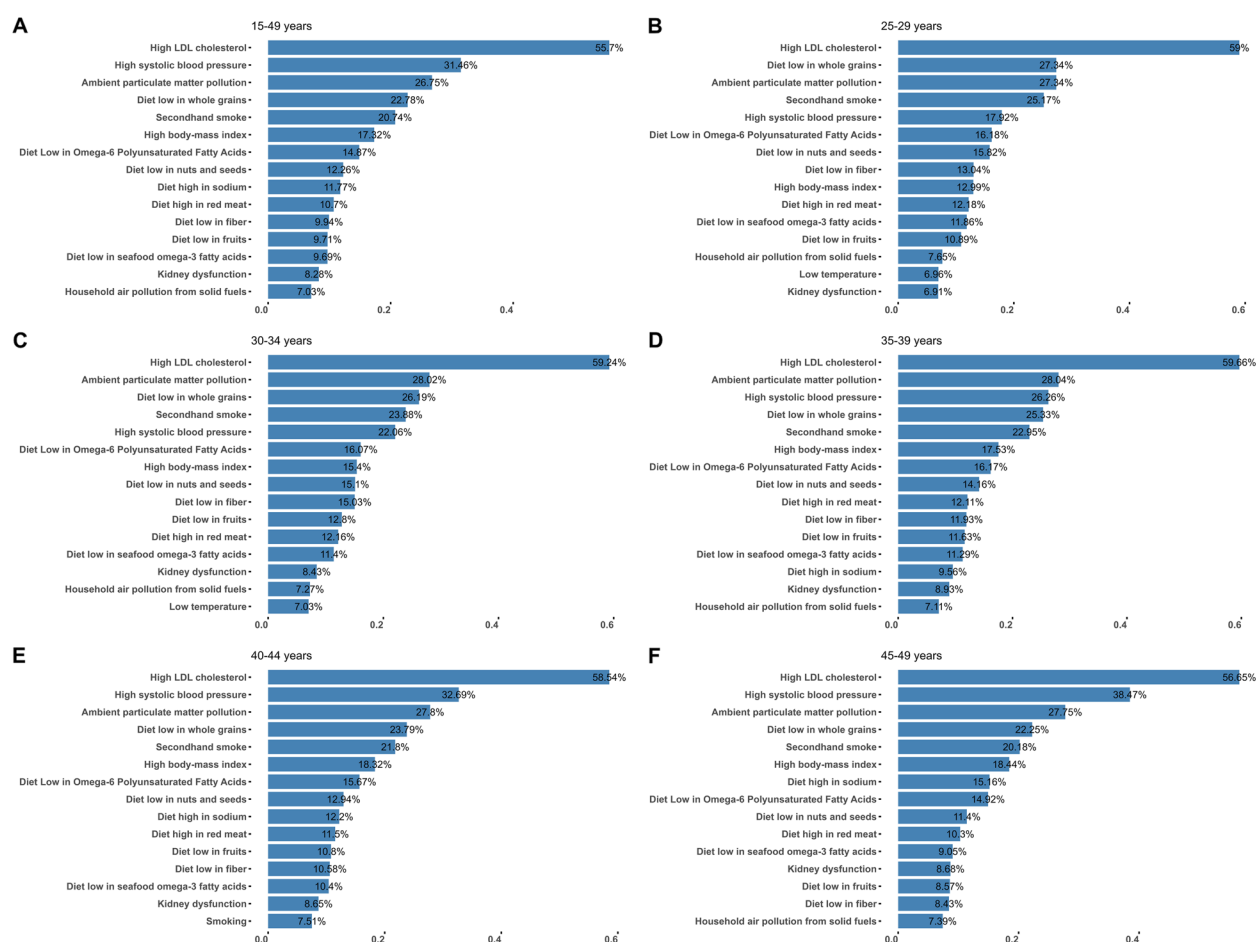 A
15-49 years
High LDL cholesterol 55.7%
High systolic blood pressure 31.46%
Ambient particulate matter pollution 26.75%
Diet low in whole grains 22.78%
Secondhand smoke 20.74%
High body-mass index 17.32%
Diet Low in Omega-6 Polyunsaturated Fatty Acids 14.87%
Diet low in nuts and seeds 12.26%
Diet high in sodium 11.77%
Diet high in red meat 10.7%
Diet low in fiber 9.94%
Diet low in fruits 9.71%
Diet low in seafood omega-3 fatty acids 9.69%
Kidney dysfunction 8.28%
Household air pollution from solid fuels 7.03%
0.0 0.2 0.4
B
25-29 years
High LDL cholesterol 59%
Diet low in whole grains 27.34%
Ambient particulate matter pollution 27.34%
Secondhand smoke 25.17%
High systolic blood pressure 17.92%
Diet Low in Omega-6 Polyunsaturated Fatty Acids 16.18%
Diet low in nuts and seeds 15.82%
Diet low in fiber 13.04%
High body-mass index 12.99%
Diet high in red meat 12.18%
Diet low in seafood omega-3 fatty acids 11.86%
Diet low in fruits 10.89%
Household air pollution from solid fuels 7.65%
Low temperature 6.96%
Kidney dysfunction 6.91%
0.0 0.2 0.4 0.6
C
30-34 years
High LDL cholesterol 59.24%
Ambient particulate matter pollution 28.02%
Diet low in whole grains 26.19%
Secondhand smoke 23.88%
High systolic blood pressure 22.06%
Diet Low in Omega-6 Polyunsaturated Fatty Acids 16.07%
High body-mass index 15.4%
Diet low in nuts and seeds 15.1%
Diet low in fiber 15.03%
Diet low in fruits 12.8%
Diet high in red meat 12.16%
Diet low in seafood omega-3 fatty acids 11.4%
Kidney dysfunction 8.43%
Household air pollution from solid fuels 7.27%
Low temperature 7.03%
0.0 0.2 0.4 0.6
D
35-39 years
High LDL cholesterol 59.66%
Ambient particulate matter pollution 28.04%
High systolic blood pressure 26.26%
Diet low in whole grains 25.33%
Secondhand smoke 22.95%
High body-mass index 17.53%
Diet Low in Omega-6 Polyunsaturated Fatty Acids 16.17%
Diet low in nuts and seeds 14.16%
Diet high in red meat 12.11%
Diet low in fiber 11.93%
Diet low in fruits 11.63%
Diet low in seafood omega-3 fatty acids 11.29%
Diet high in sodium 9.56%
Kidney dysfunction 8.93%
Household air pollution from solid fuels 7.11%
0.0 0.2 0.4 0.6
E
40-44 years
High LDL cholesterol 58.54%
High systolic blood pressure 32.69%
Ambient particulate matter pollution 27.8%
Diet low in whole grains 23.79%
Secondhand smoke 21.8%
High body-mass index 18.32%
Diet Low in Omega-6 Polyunsaturated Fatty Acids 15.67%
Diet low in nuts and seeds 12.94%
Diet high in sodium 12.2%
Diet high in red meat 11.5%
Diet low in fruits 10.8%
Diet low in fiber 10.58%
Diet low in seafood omega-3 fatty acids 10.4%
Kidney dysfunction 8.65%
Smoking 7.51%
0.0 0.2 0.4 0.6
F
45-49 years
High LDL cholesterol 56.65%
High systolic blood pressure 38.47%
Ambient particulate matter pollution 27.75%
Diet low in whole grains 22.25%
Secondhand smoke 20.18%
High body-mass index 18.44%
Diet high in sodium 15.16%
Diet Low in Omega-6 Polyunsaturated Fatty Acids 14.92%
Diet low in nuts and seeds 11.4%
Diet high in red meat 10.3%
Diet low in seafood omega-3 fatty acids 9.05%
Kidney dysfunction 8.68%
Diet low in fruits 8.57%
Diet low in fiber 8.43%
Household air pollution from solid fuels 7.39%
0.0 0.2 0.4